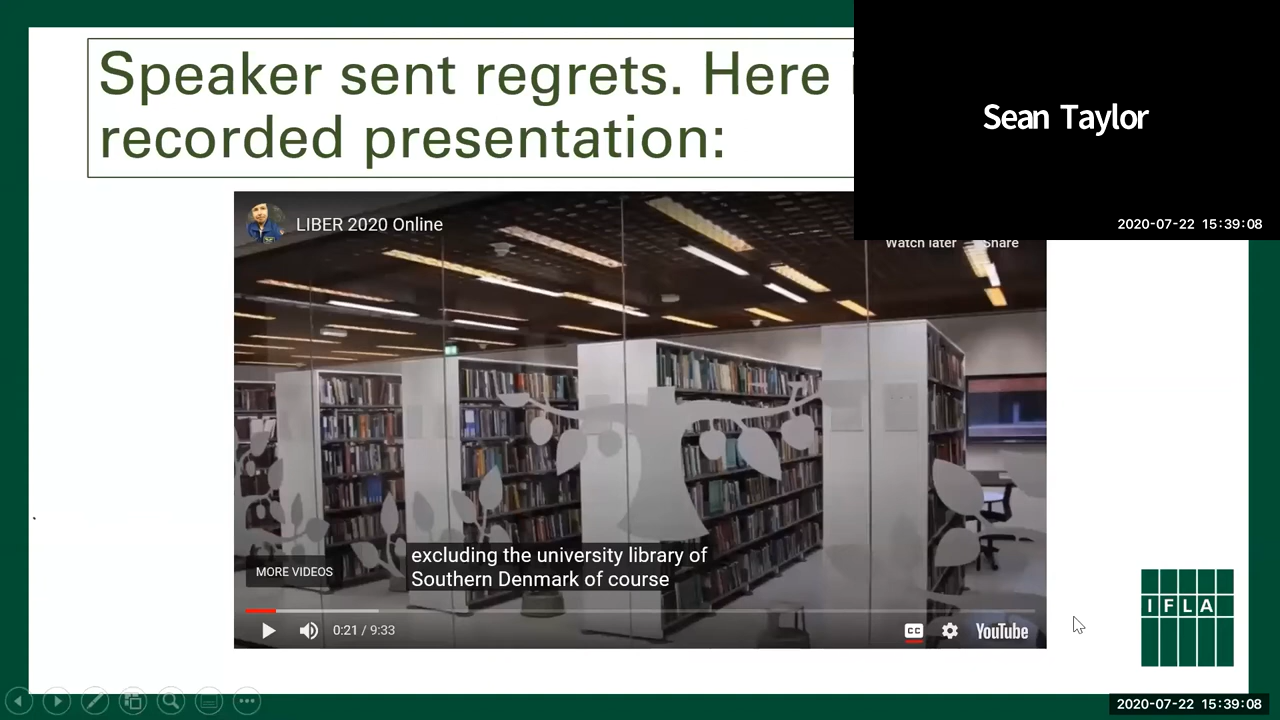 Speaker sent regrets. Here
recorded presentation:
Sean Taylor
2020-07-22 15:39:08
LIBER 2020 Online
Watch later
Share
excluding the university library of
Southern Denmark of course
MORE VIDEOS
0:21 / 9:33
CC
YouTube
IFLA
2020-07-22 15:39:08